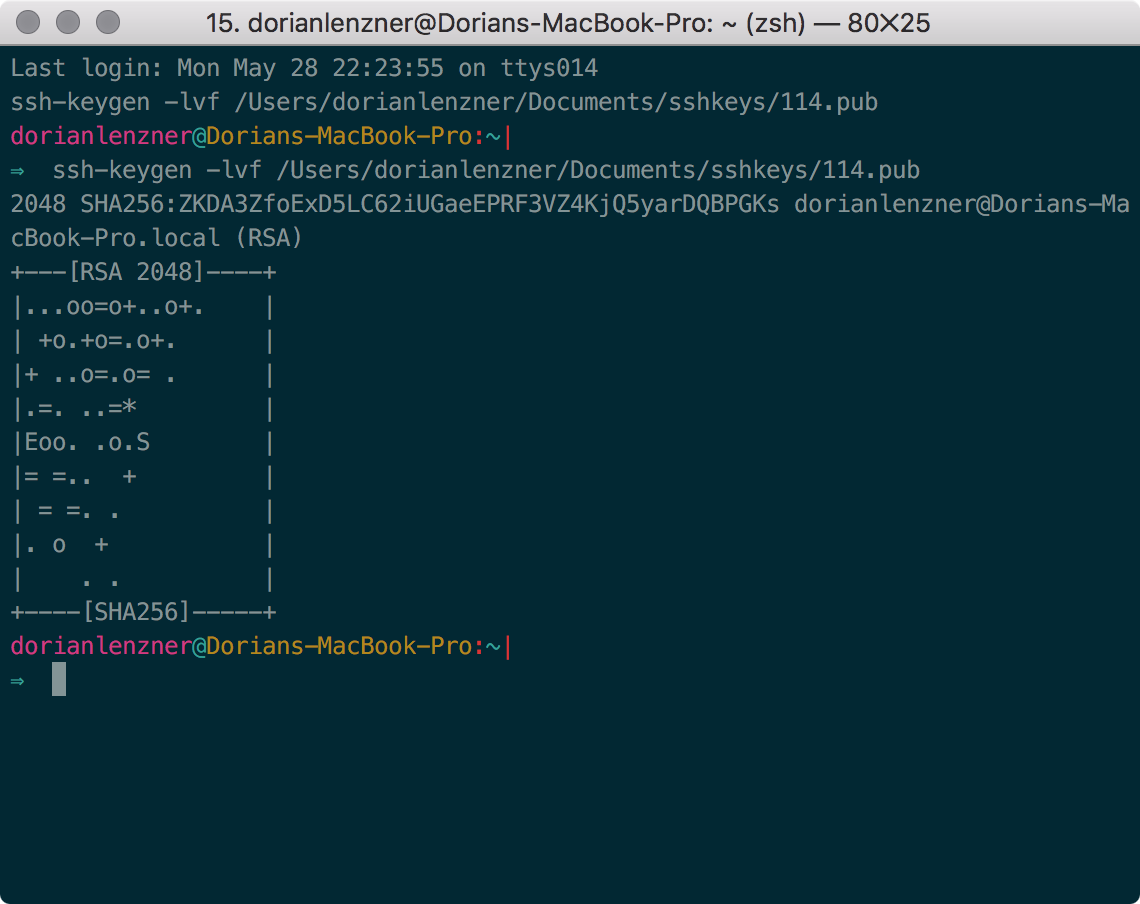 15. dorianlenzner@Dorians-MacBook-Pro: ~ (zsh) — 80×25
Last login: Mon May 28 22:23:55 on ttys014
ssh-keygen -lvf /Users/dorianlenzner/Documents/sshkeys/114.pub
dorianlenzner@Dorians-MacBook-Pro:~|
⇒  ssh-keygen -lvf /Users/dorianlenzner/Documents/sshkeys/114.pub
2048 SHA256:ZKDA3ZfoExD5LC62iUGaeEPRF3VZ4KjQ5yarDQBPGKs dorianlenzner@Dorians-Ma
cBook-Pro.local (RSA)
+---[RSA 2048]----+
|...oo=o+..o+.    |
| +o.+o=.o+.      |
|+ ..o=.o= .      |
|.=. ..=*         |
|Eoo. .o.S        |
|= =..  +         |
| = =. .          |
|. o  +           |
|    . .          |
+----[SHA256]-----+
dorianlenzner@Dorians-MacBook-Pro:~|
⇒